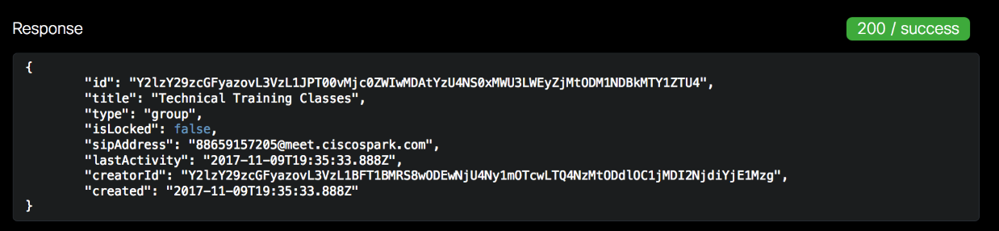 Response
200 / success
{
"id": "Y2lzY29zcGFyazovL3VzL1JPT00vMjc0ZWIwMDAtYzU4NS0xMWU3LWEyZjMtODM1NDBkMTY1ZTU4",
"title": "Technical Training Classes",
"type": "group",
"isLocked": false,
"sipAddress": "88659157205@meet.ciscospark.com",
"lastActivity": "2017-11-09T19:35:33.888Z",
"creatorId": "Y2lzY29zcGFyazovL3VzL1BFT1BMRS8wODEwNjU4Ny1mOTcwLTQ4NzMtODdlOC1jMDI2NjdiYjE1Mzg",
"created": "2017-11-09T19:35:33.888Z"
}